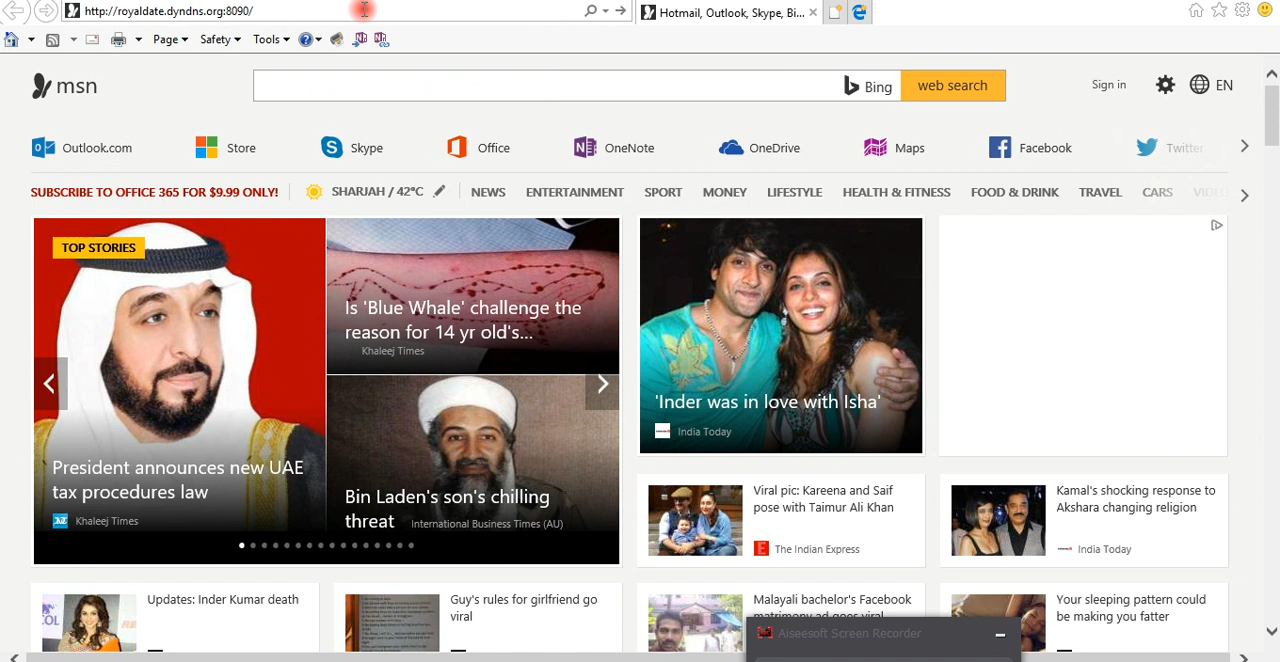 http://royaldate.dyndns.org:8090/
Hotmail, Outlook, Skype, Bi...
Page
Safety
Tools
msn
Bing
web search
Sign in
EN
Outlook.com
Store
Skype
Office
OneNote
OneDrive
Maps
Facebook
Twitter
SUBSCRIBE TO OFFICE 365 FOR $9.99 ONLY!
SHARJAH / 42°C
NEWS
ENTERTAINMENT
SPORT
MONEY
LIFESTYLE
HEALTH & FITNESS
FOOD & DRINK
TRAVEL
CARS
TOP STORIES
President announces new UAE
tax procedures law
Khaleej Times
Is 'Blue Whale' challenge the
reason for 14 yr old's...
Khaleej Times
Bin Laden's son's chilling
threat International Business Times (AU)
'Inder was in love with Isha'
India Today
Viral pic: Kareena and Saif
pose with Taimur Ali Khan
The Indian Express
Kamal's shocking response to
Akshara changing religion
India Today
Updates: Inder Kumar death
Guy's rules for girlfriend go
viral
Malayali bachelor's Facebook
Your sleep pattern could
be making you fatter
Aiseesoft Screen Recorder